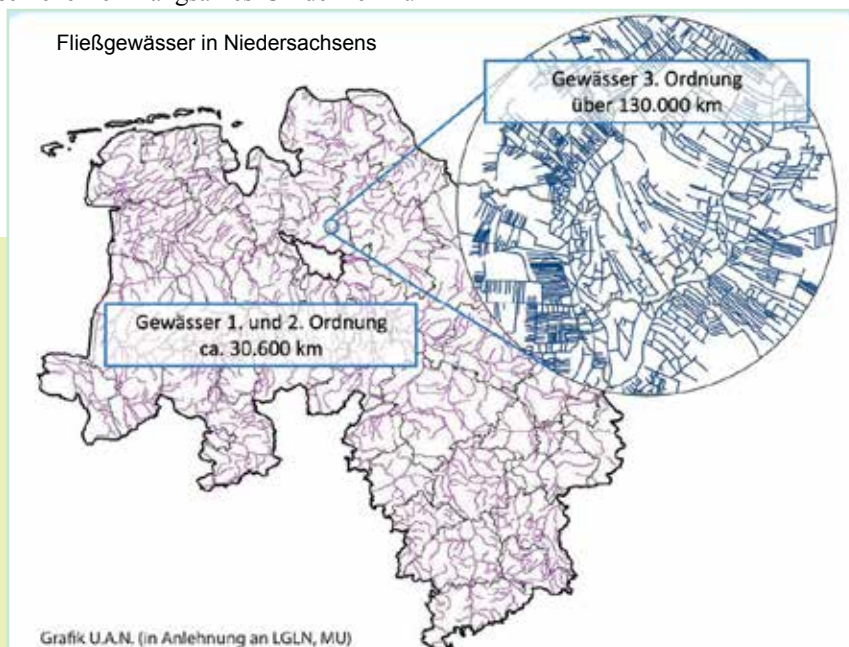 Fließgewässer in Niedersachsens
Gewässer 3. Ordnung
über 130.000 km
Gewässer 1. und 2. Ordnung
ca. 30.600 km
Grafik U.A.N. (in Anlehnung an LGLN, MU)